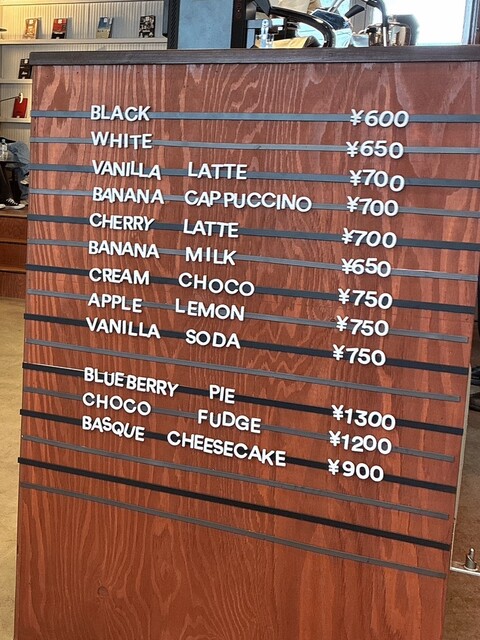 BLACK ¥600
WHITE ¥650
VANILLA LATTE ¥700
BANANA CAPPUCCINO ¥700
CHERRY LATTE ¥700
BANANA MILK ¥650
CREAM CHOCO ¥750
APPLE LEMON ¥750
VANILLA SODA ¥750
BLUEBERRY PIE ¥1300
CHOCO FUDGE ¥1200
BASQUE CHEESECAKE ¥900